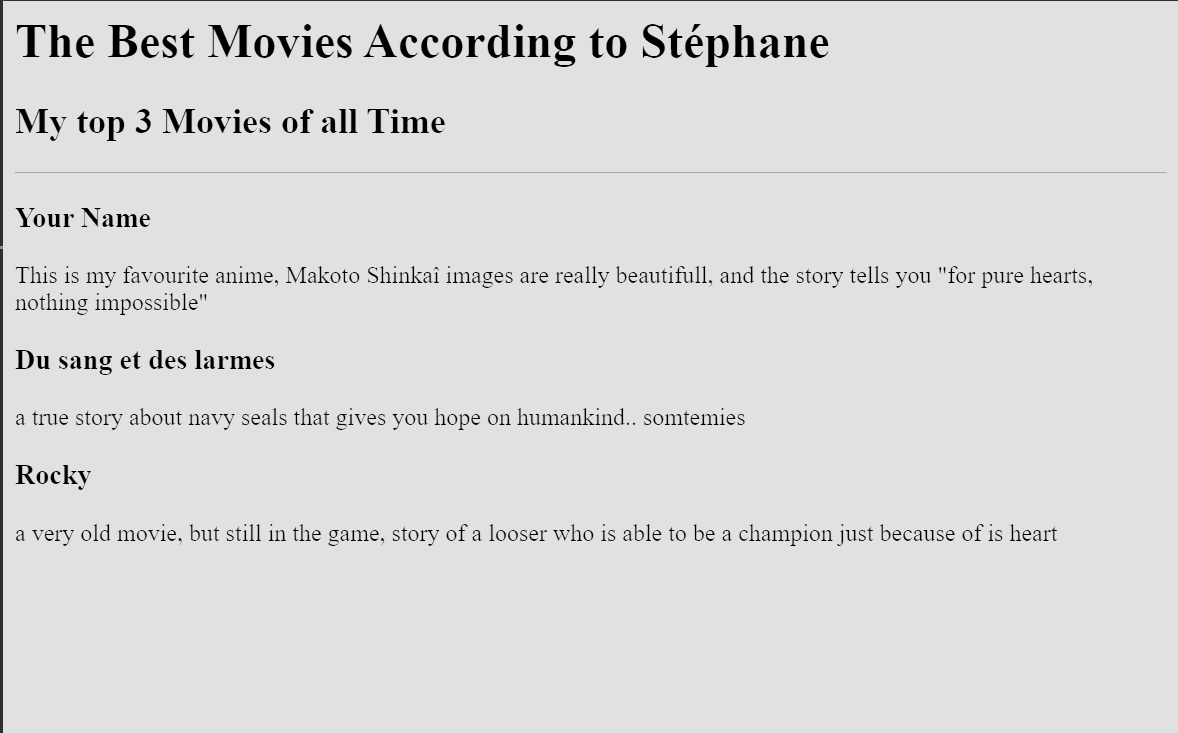 The Best Movies According to Stéphane
My top 3 Movies of all Time
Your Name
This is my favourite anime, Makoto Shinkaî images are really beautifull, and the story tells you "for pure hearts,
nothing impossible"
Du sang et des larmes
a true story about navy seals that gives you hope on humankind.. somtemies
Rocky
a very old movie, but still in the game, story of a looser who is able to be a champion just because of is heart